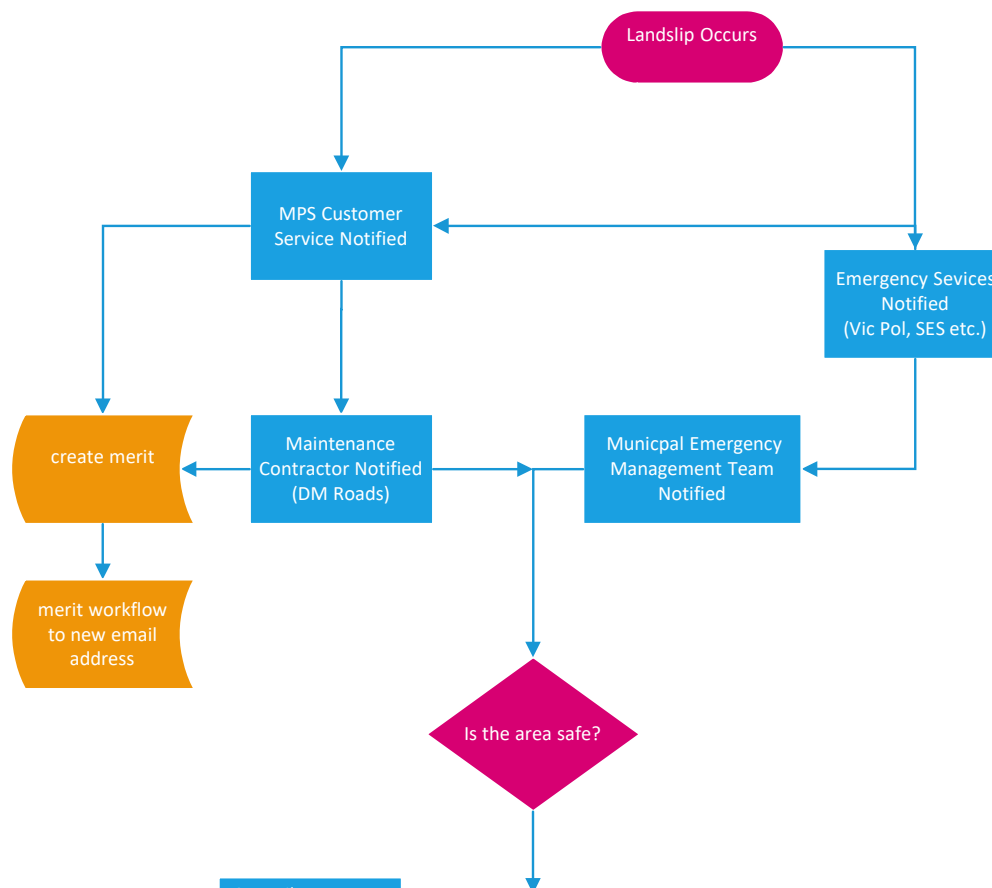 Landslip Occurs
MPS Customer
Service Notified
Emergency Sevices
Notified
(Vic Pol, SES etc.)
create merit
Maintenance
Contractor Notified
(DM Roads)
Municpal Emergency
Management Team
Notified
merit workflow
to new email
address
Is the area safe?